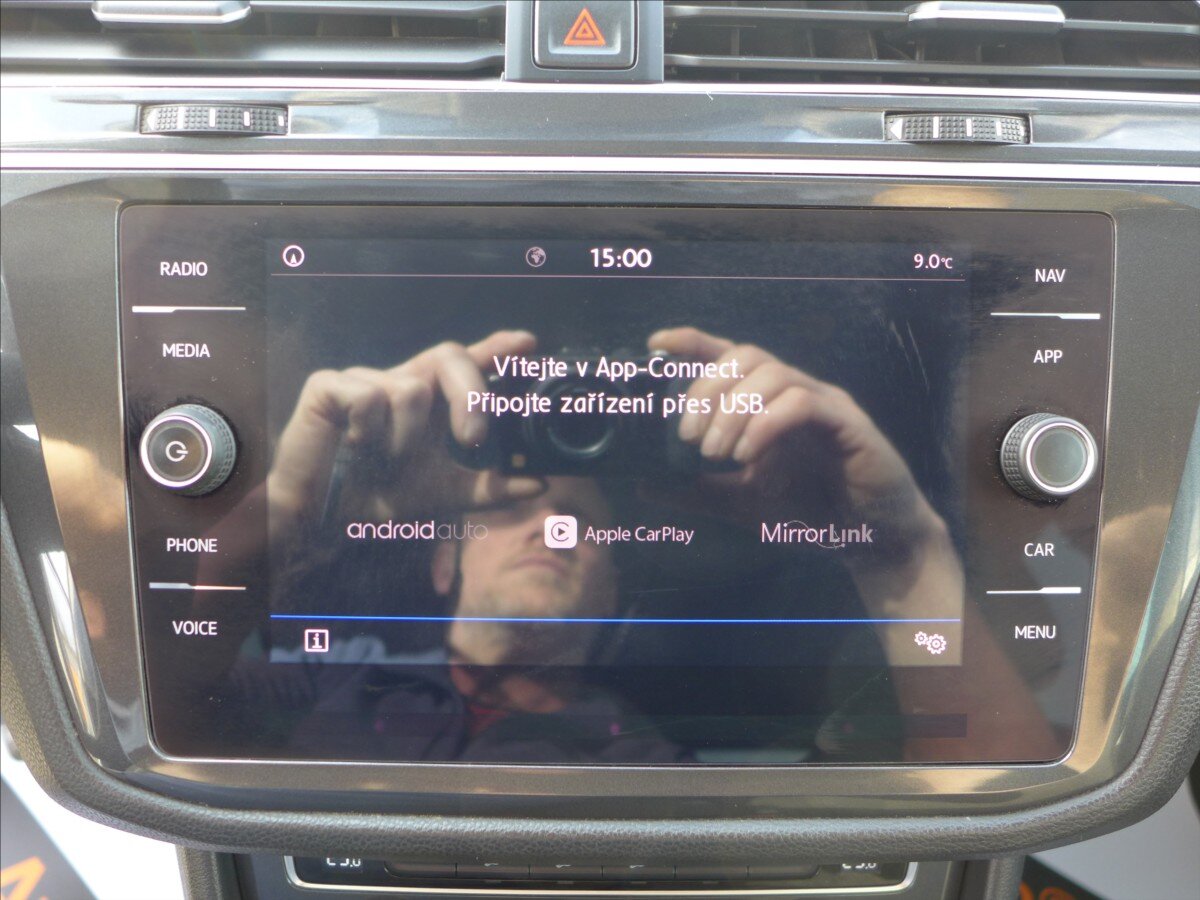 15:00
9.0°C
RADIO
NAV
MEDIA
APP
Vítejte v App-Connect.
Připojte zařízení přes USB.
androidauto
Apple CarPlay
MirrorLink
PHONE
CAR
VOICE
i
MENU